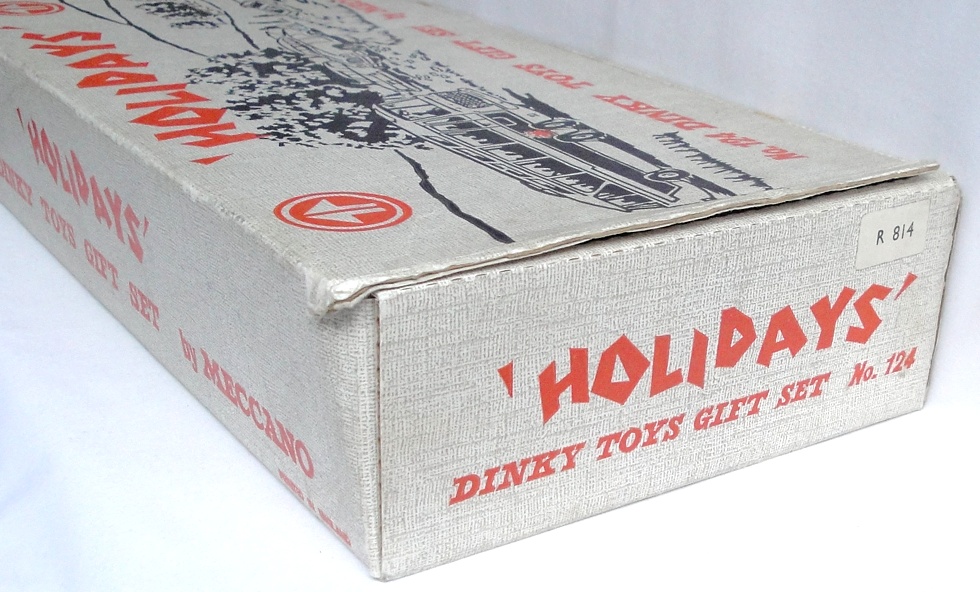 'HOLIDAYS'
No. 124 DINKY TOYS GIFT SET
'HOLIDAYS'
DINKY TOYS GIFT SET by MECCANO
R 814
'HOLIDAYS'
DINKY TOYS GIFT SET No. 124